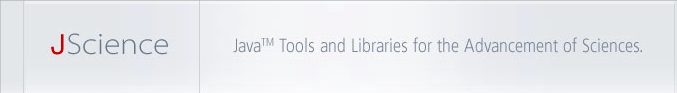 JScience
Java™ Tools and Libraries for the Advancement of Sciences.